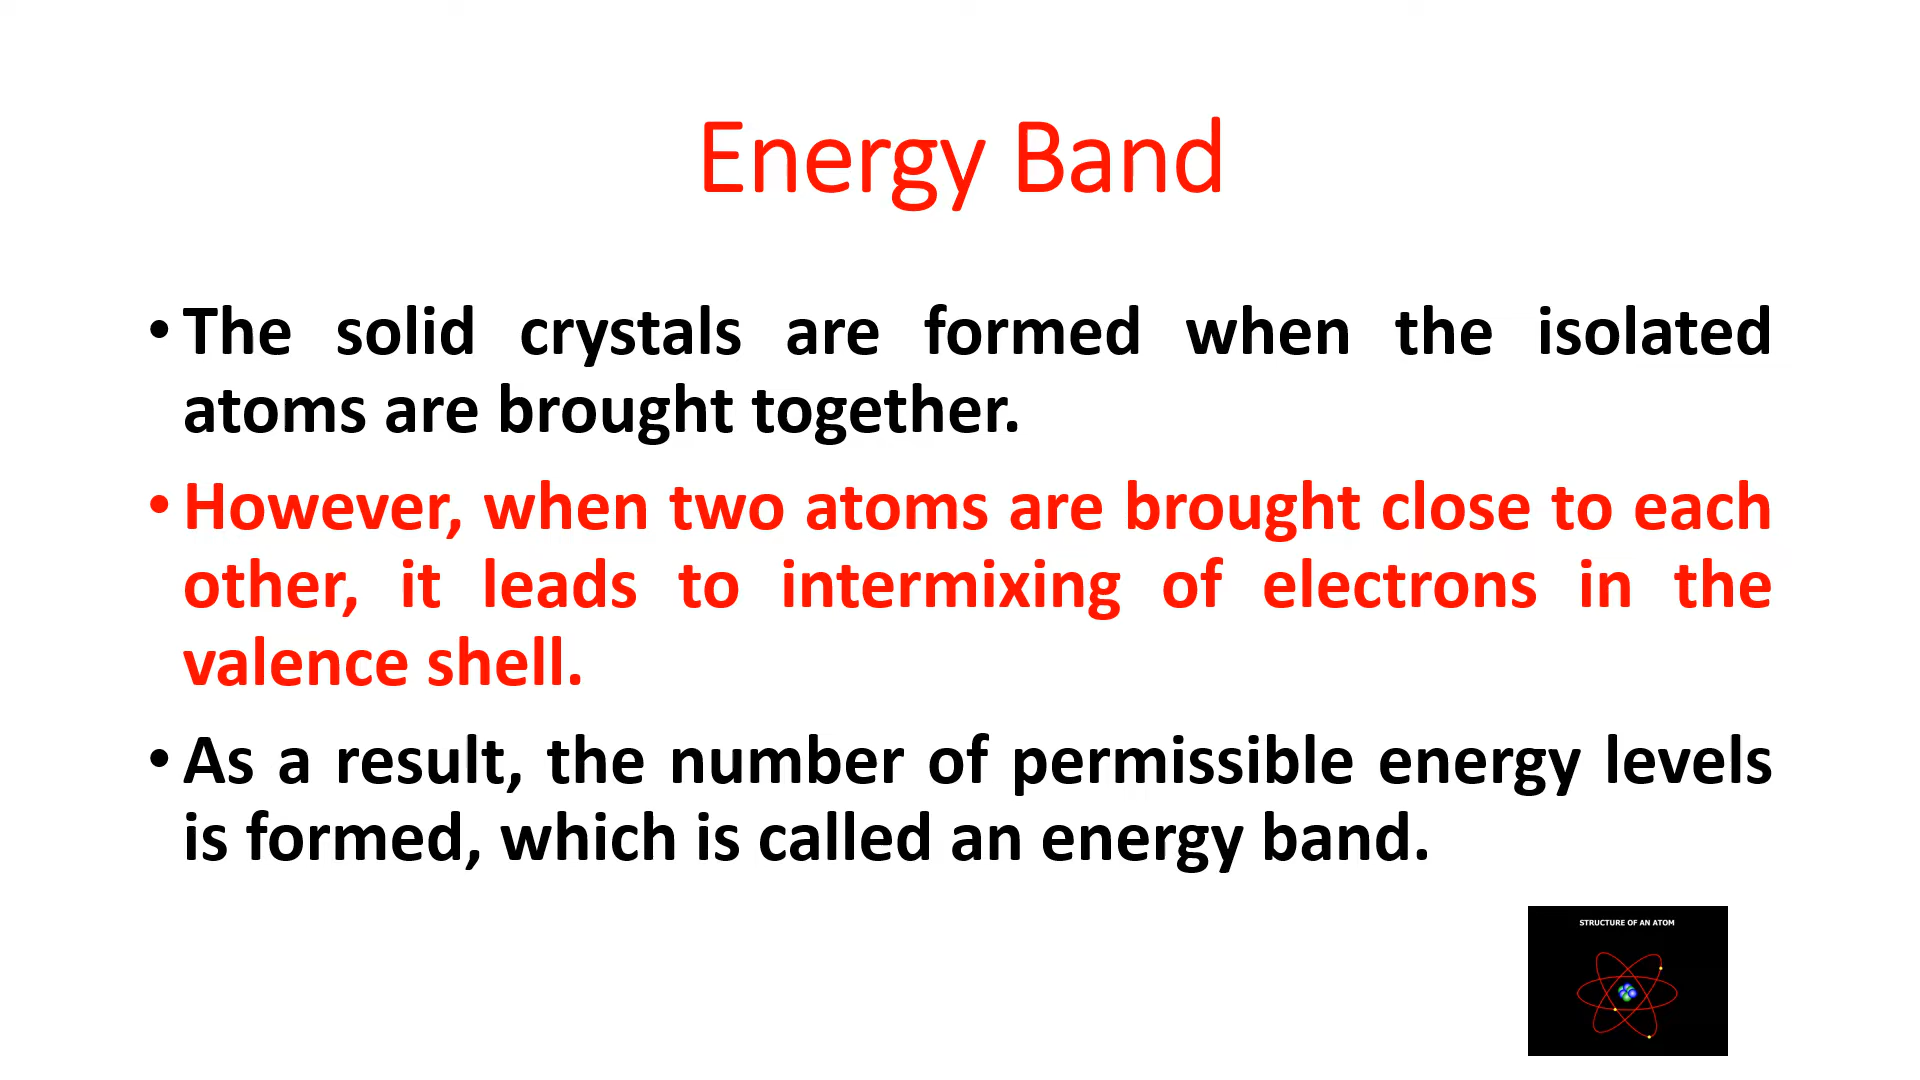 Energy Band
• The solid crystals are formed when the isolated
atoms are brought together.
• However, when two atoms are brought close to each
other, it leads to intermixing of electrons in the
valence shell.
• As a result, the number of permissible energy levels
is formed, which is called an energy band.
STRUCTURE OF AN ATOM